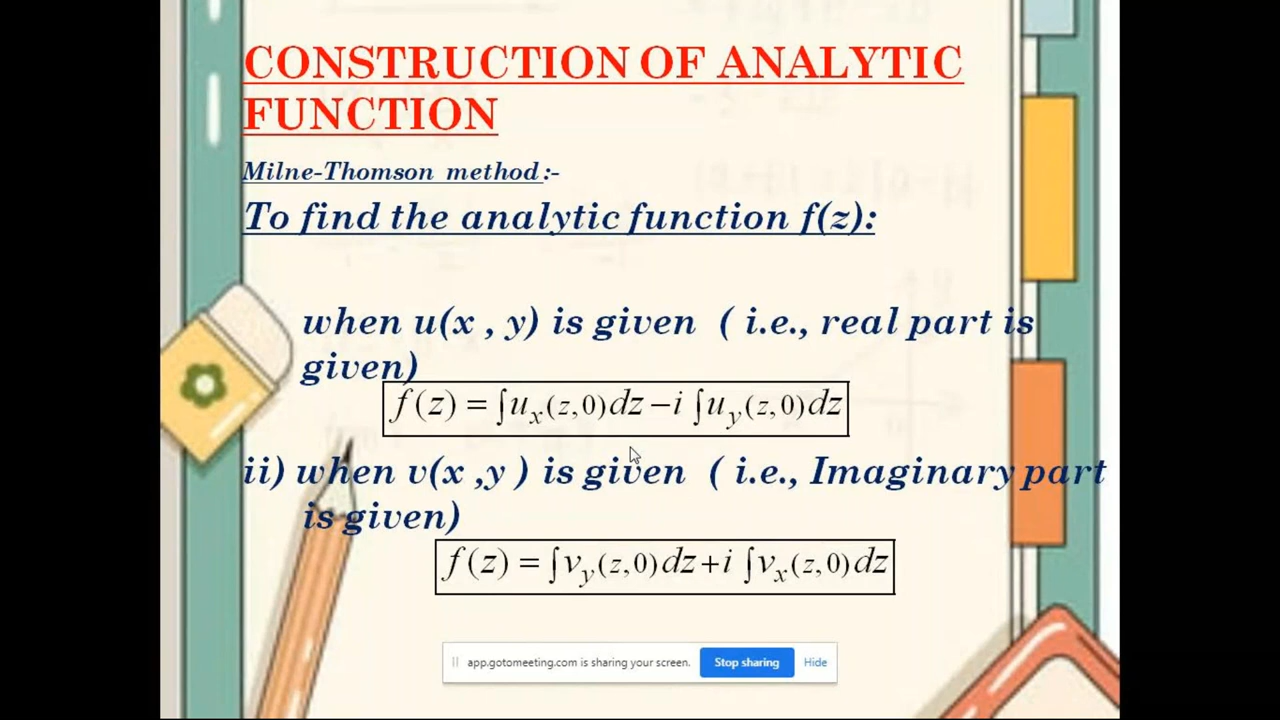 CONSTRUCTION OF ANALYTIC
FUNCTION
Milne-Thomson method:-
To find the analytic function f(z):
when u(x , y) is given ( i.e., real part is
given)
f(z) = ∫u_x(z,0)dz − i ∫u_y(z,0)dz
ii) when v(x ,y ) is given ( i.e., Imaginary part
is given)
f(z) = ∫v_y(z,0)dz + i ∫v_x(z,0)dz
app.gotomeeting.com is sharing your screen. Stop sharing Hide